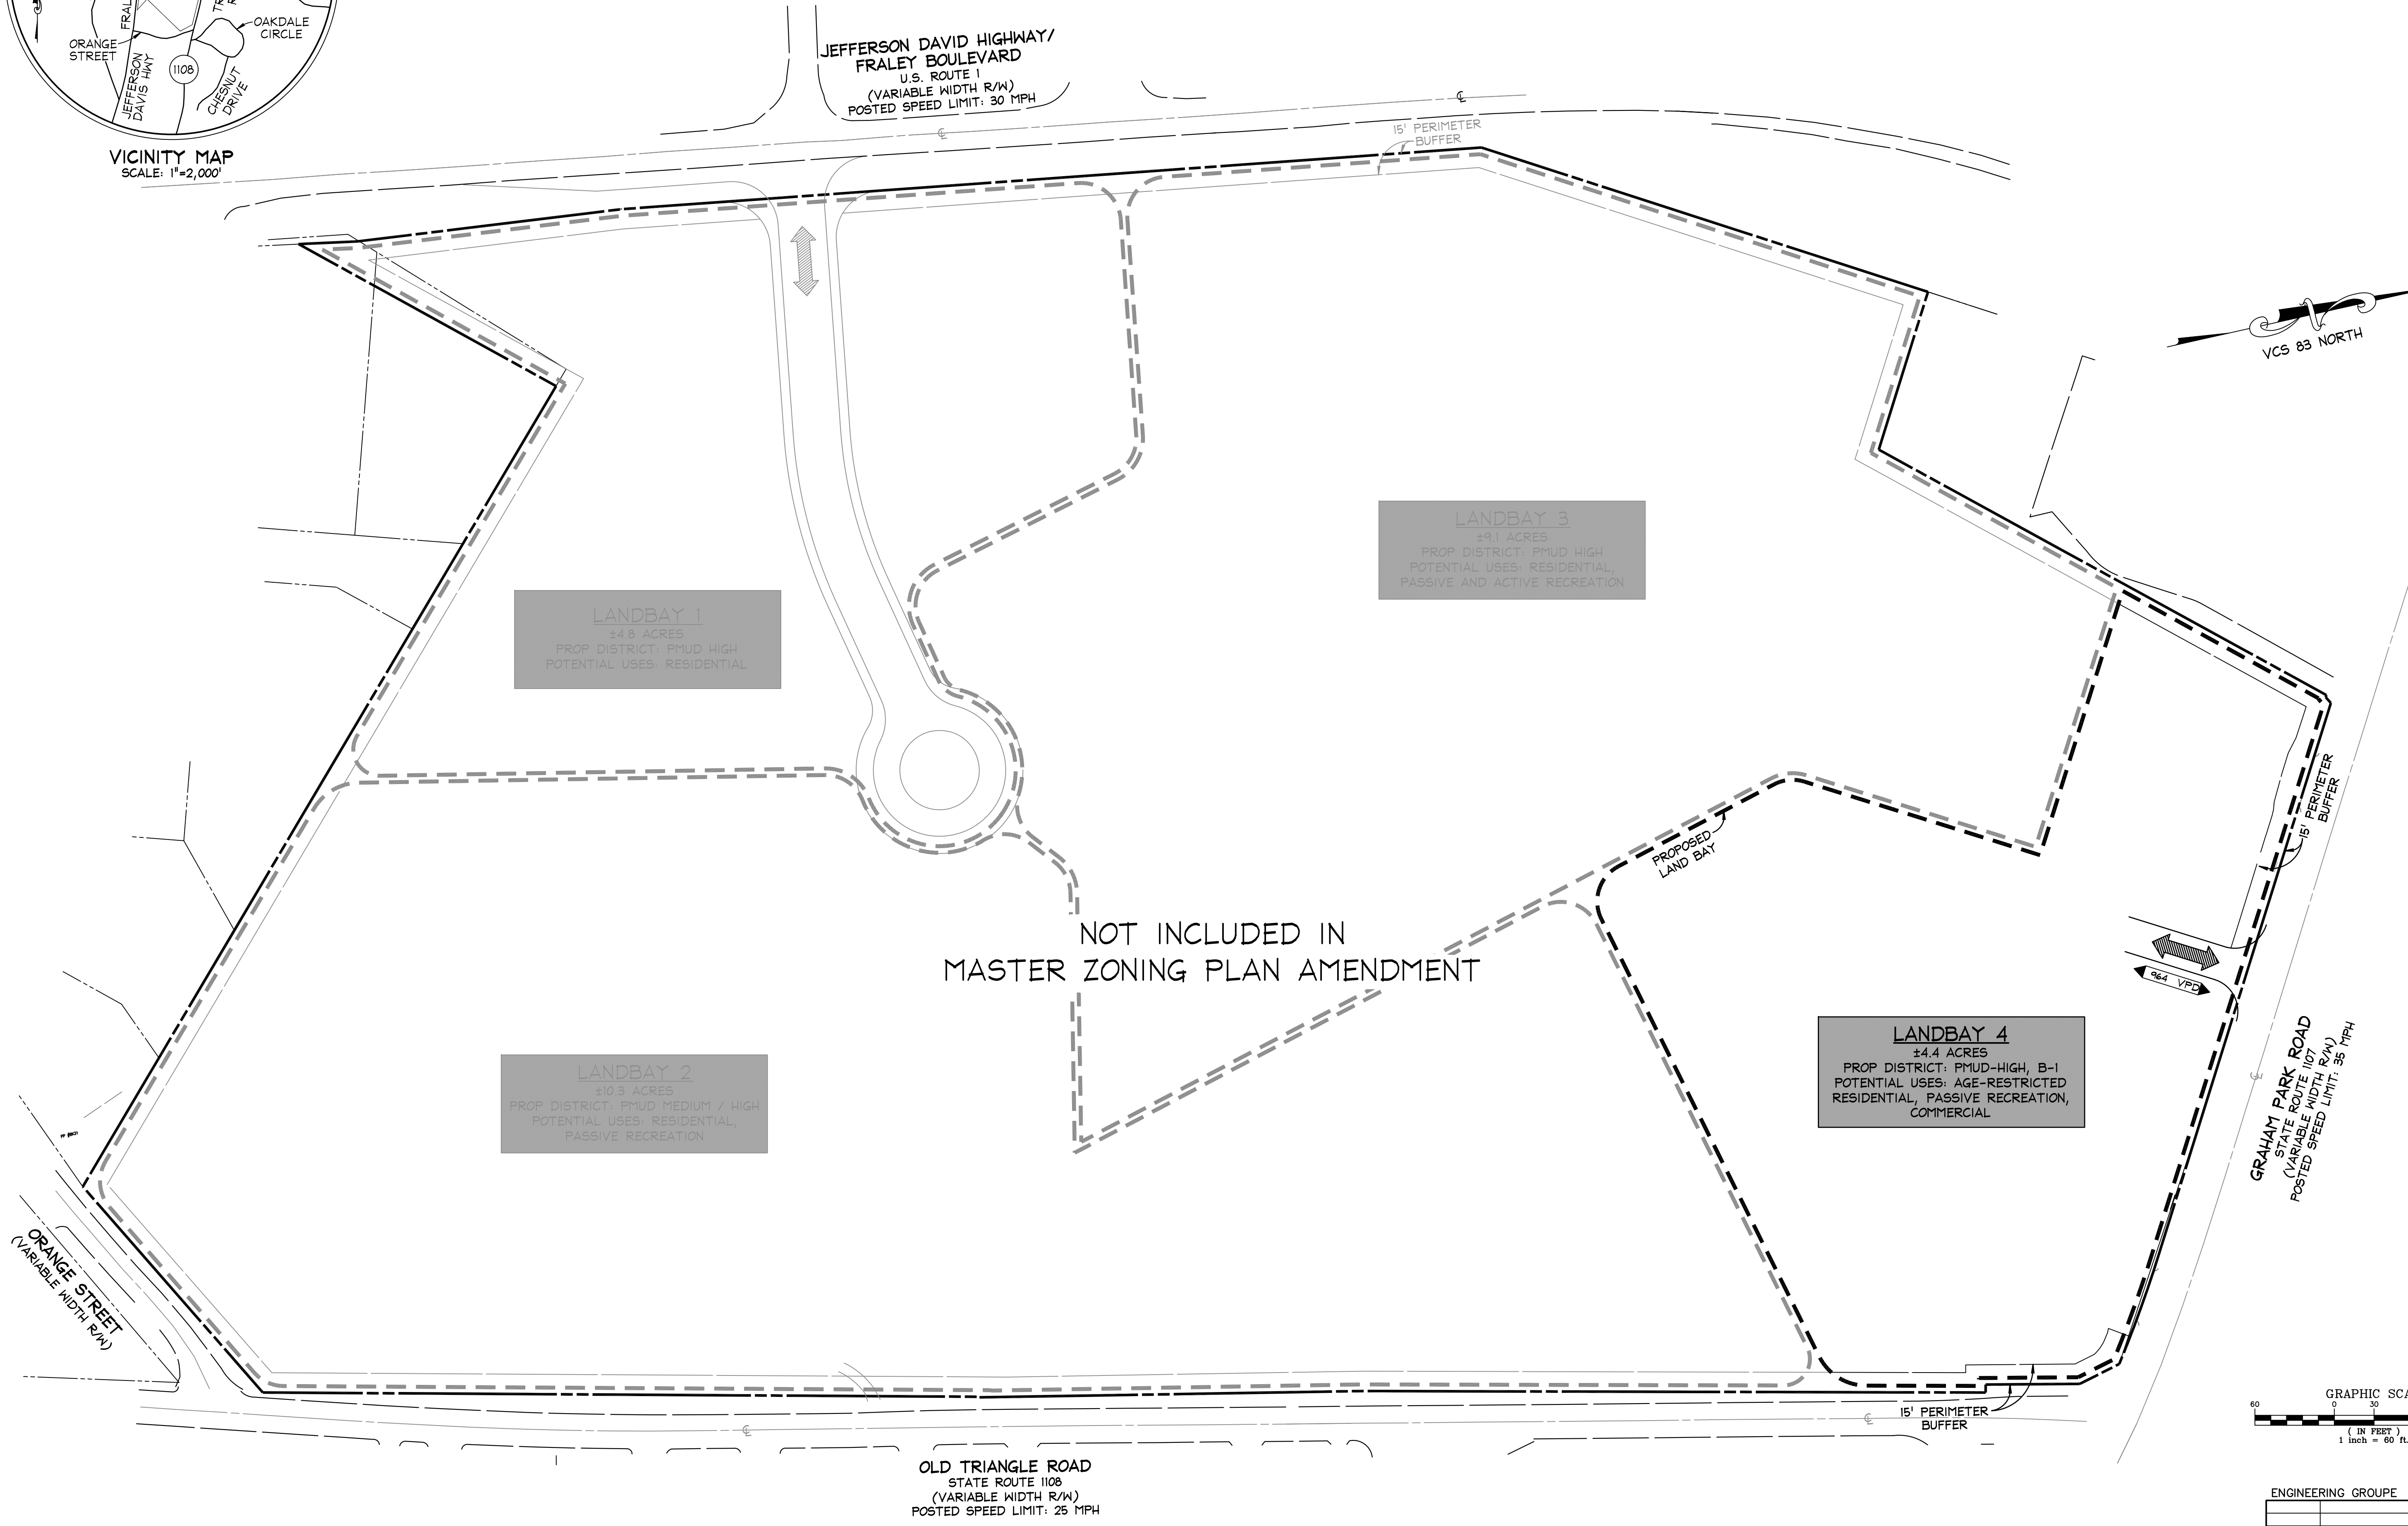 OAKDALE
CIRCLE
ORANGE
STREET
1108
JEFFERSON
DAVIS HWY
CHESNUT
DRIVE
VICINITY MAP
SCALE: 1"=2,000'
JEFFERSON DAVID HIGHWAY/
FRALEY BOULEVARD
U.S. ROUTE 1
(VARIABLE WIDTH R/W)
POSTED SPEED LIMIT: 30 MPH
15' PERIMETER
BUFFER
VCS 83 NORTH
LANDBAY 3
±9.1 ACRES
PROP DISTRICT: PMUD HIGH
POTENTIAL USES: RESIDENTIAL,
PASSIVE AND ACTIVE RECREATION
LANDBAY 1
±4.8 ACRES
PROP DISTRICT: PMUD HIGH
POTENTIAL USES: RESIDENTIAL
15' PERIMETER
BUFFER
PROPOSED
LAND BAY
NOT INCLUDED IN
MASTER ZONING PLAN AMENDMENT
964 VPD
LANDBAY 4
±4.4 ACRES
PROP DISTRICT: PMUD-HIGH, B-1
POTENTIAL USES: AGE-RESTRICTED
RESIDENTIAL, PASSIVE RECREATION,
COMMERCIAL
GRAHAM PARK ROAD
STATE ROUTE 1107
(VARIABLE WIDTH R/W)
POSTED SPEED LIMIT: 35 MPH
LANDBAY 2
±10.3 ACRES
PROP DISTRICT: PMUD MEDIUM / HIGH
POTENTIAL USES: RESIDENTIAL,
PASSIVE RECREATION
ORANGE STREET
(VARIABLE WIDTH R/W)
15' PERIMETER
BUFFER
OLD TRIANGLE ROAD
STATE ROUTE 1108
(VARIABLE WIDTH R/W)
POSTED SPEED LIMIT: 25 MPH
GRAPHIC SCA
60 0 30
( IN FEET )
1 inch = 60 ft.
ENGINEERING GROUPE